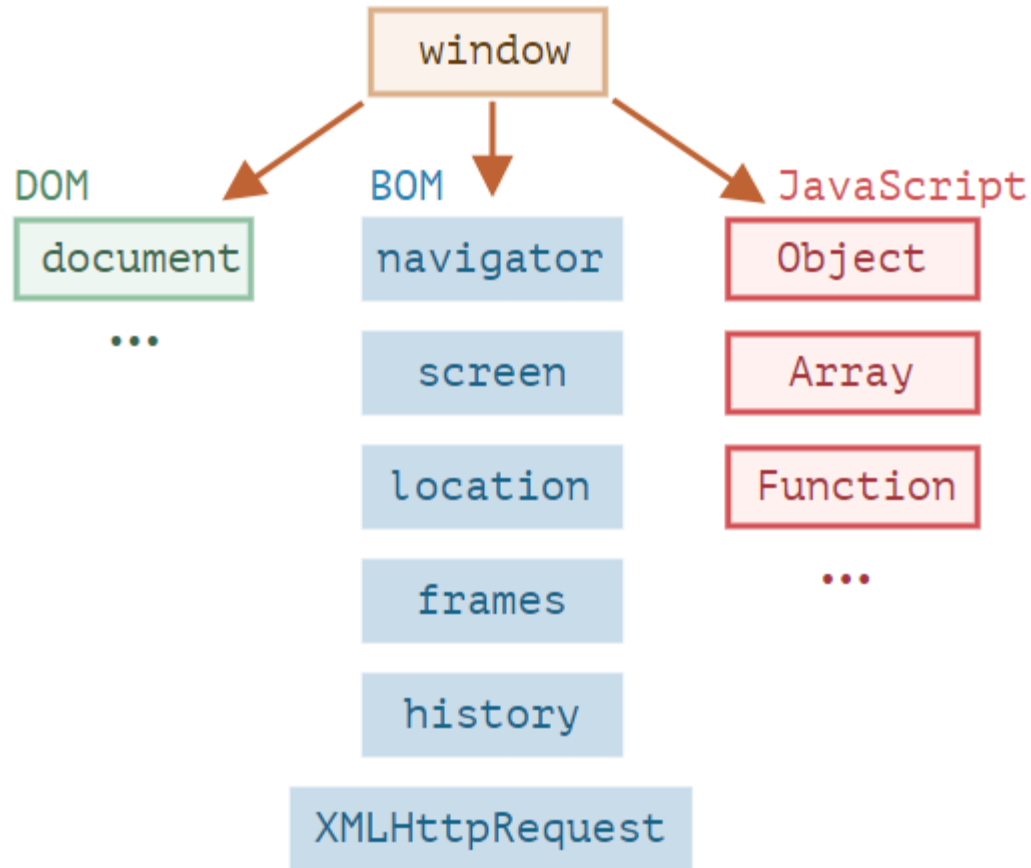 window
DOM
BOM
JavaScript
document
navigator
Object
...
screen
Array
location
Function
frames
...
history
XMLHttpRequest